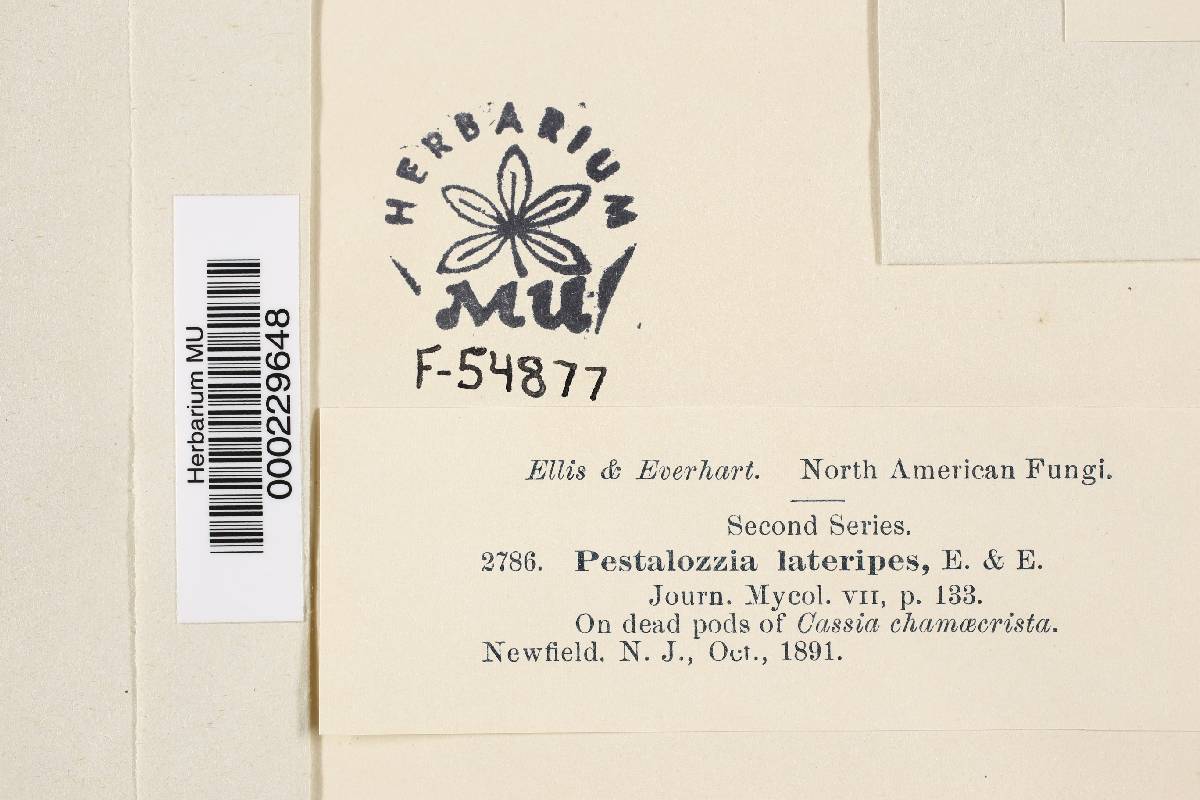 HERBARIUM
MU
F-54877
Herbarium MU
000229648
Ellis & Everhart. North American Fungi.
Second Series.
2786. Pestalozzia lateripes, E. & E.
Journ. Mycol. VII, p. 133.
On dead pods of Cassia chamæcrista.
Newfield, N. J., Oct., 1891.